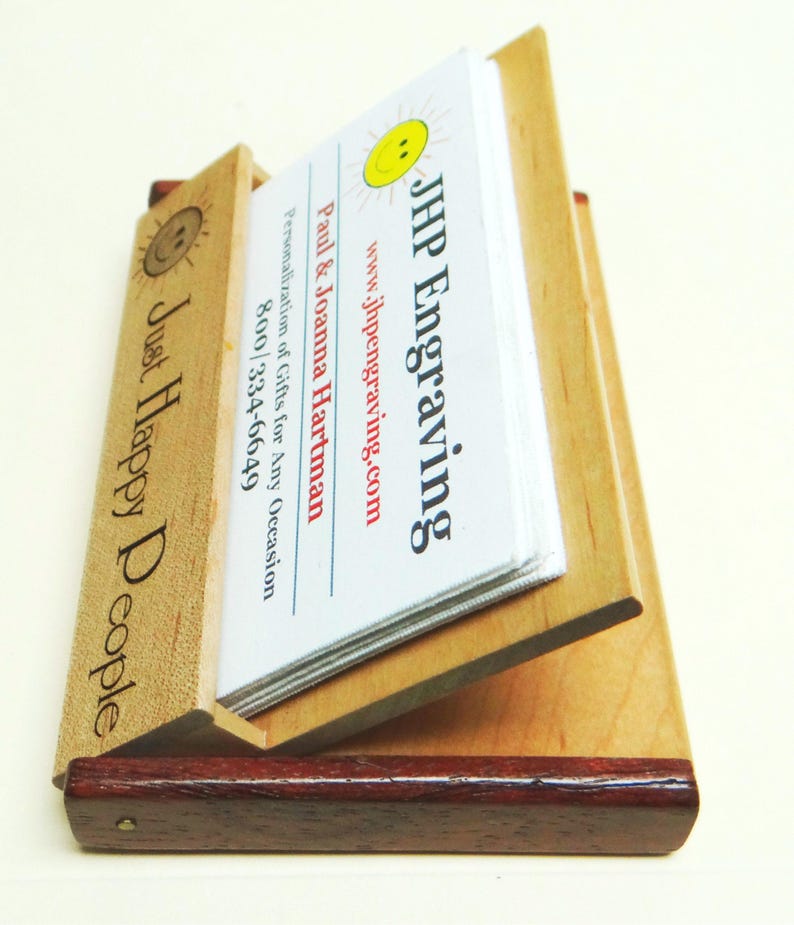 JHP Engraving
www.jhpengraving.com
Paul & Joanna Hartman
Personalization of Gifts for Any Occasion
800/334-6649
Just Happy People